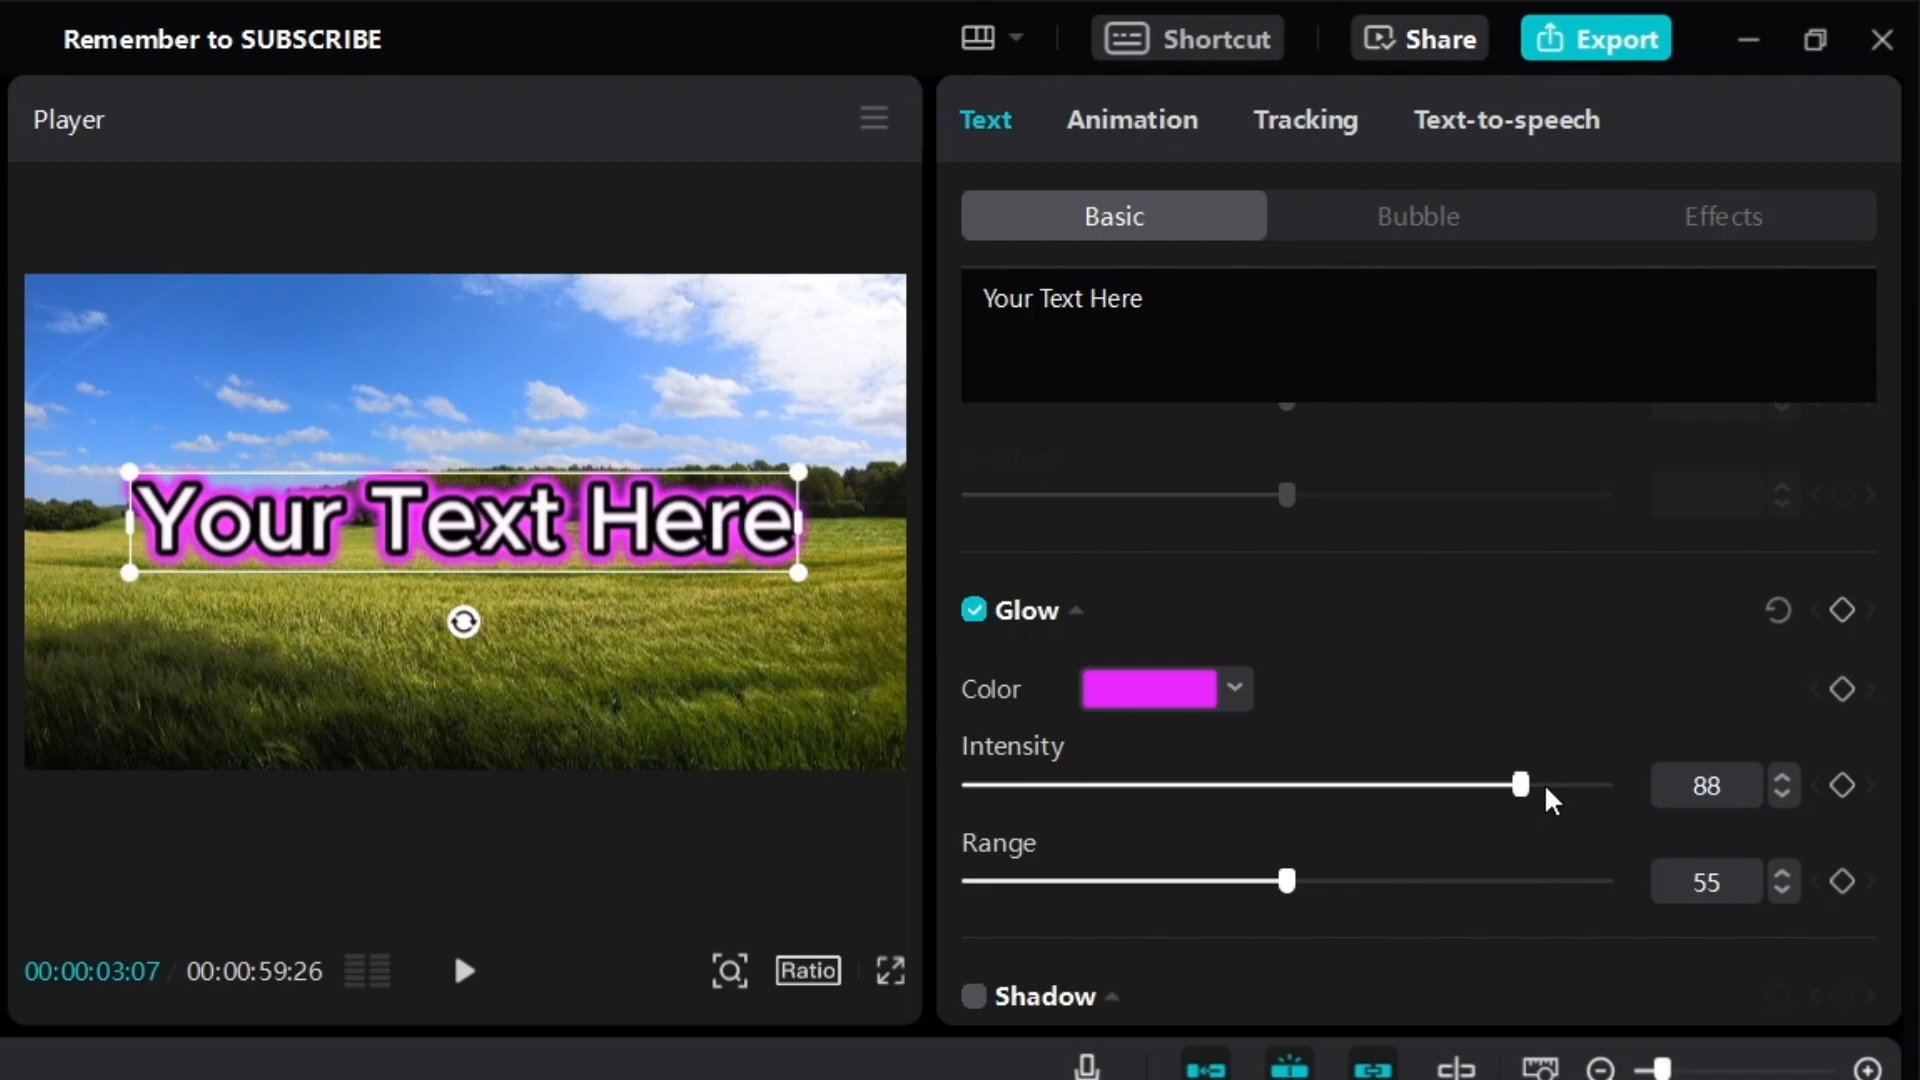 Remember to SUBSCRIBE
Shortcut
Share
Export
Player
Text
Animation
Tracking
Text-to-speech
Basic
Bubble
Effects
Your Text Here
Your Text Here
Glow
Color
Intensity
88
Range
55
00:00:03:07 / 00:00:59:26
Ratio
Shadow